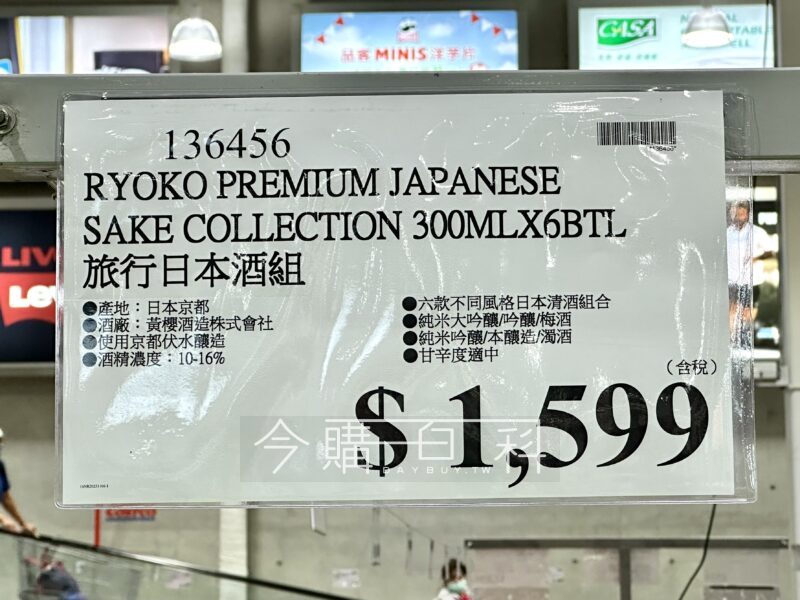 品客 MINIS 洋芋片
CASA
136456
RYOKO PREMIUM JAPANESE
SAKE COLLECTION 300MLX6BTL
旅行日本酒組
●產地：日本京都
●酒廠：黃櫻酒造株式會社
●使用京都伏水釀造
●酒精濃度：10-16%
●六款不同風格日本清酒組合
●純米大吟釀/吟釀/梅酒
●純米吟釀/本釀造/濁酒
●甘辛度適中
（含稅）
$ 1,599
今購百科
DAYBUY.TW